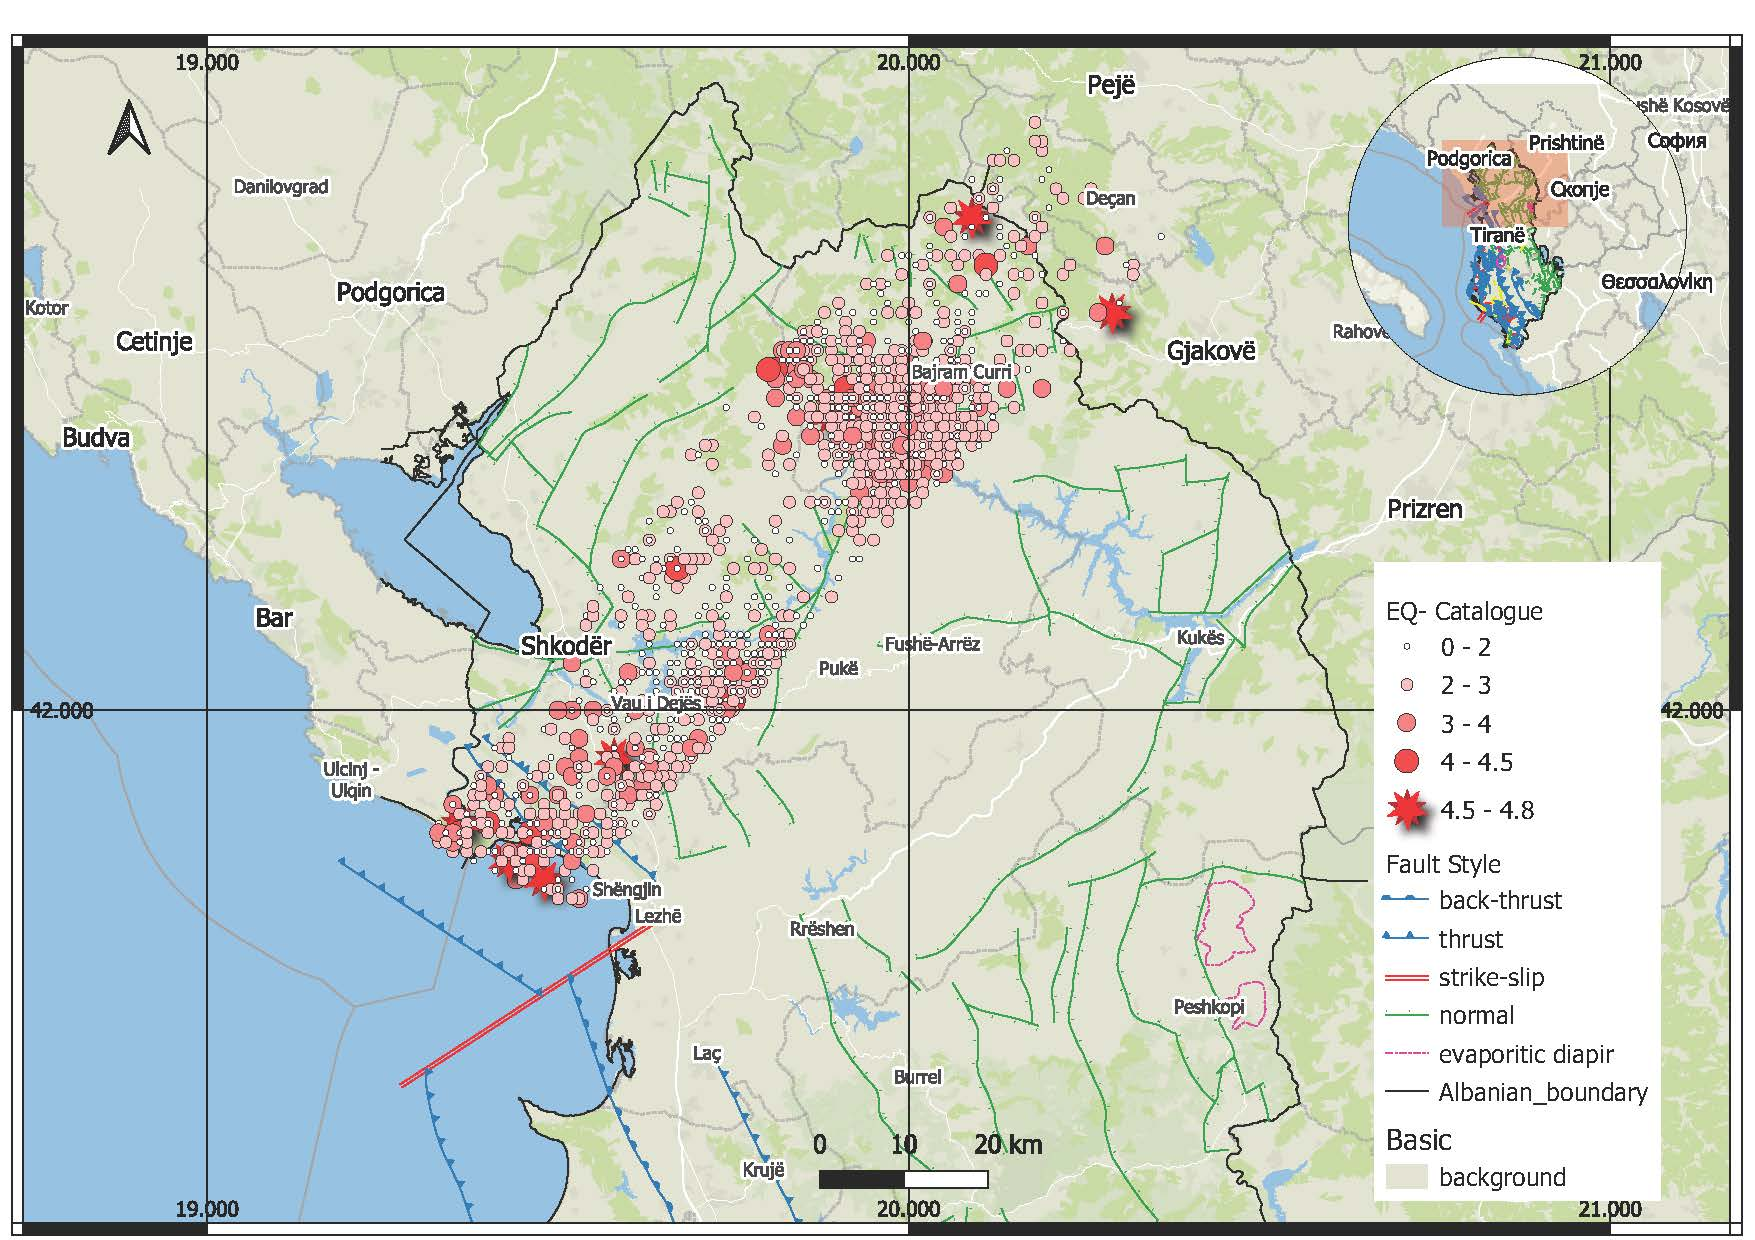 19.000
20.000
21.000
Pejë
ushë Kosovë
Prishtinë
София
Podgorica
Скопје
Danilovgrad
Deçan
Tiranë
Θεσσαλονίκη
Podgorica
Kotor
Cetinje
Rahove
Gjakovë
Bajram Curri
Budva
Prizren
EQ- Catalogue
Bar
Shkodër
Fushë-Arrëz
Kukës
0 - 2
Pukë
2 - 3
Vau i Dejës
42.000
42.000
3 - 4
4 - 4.5
Ulcinj -
Ulqin
4.5 - 4.8
Fault Style
Shëngjin
back-thrust
Lezhë
Rrëshen
thrust
strike-slip
Peshkopi
normal
Laç
evaporitic diapir
Burrel
Albanian_boundary
0 10 20 km
Basic
Krujë
background
19.000
20.000
21.000